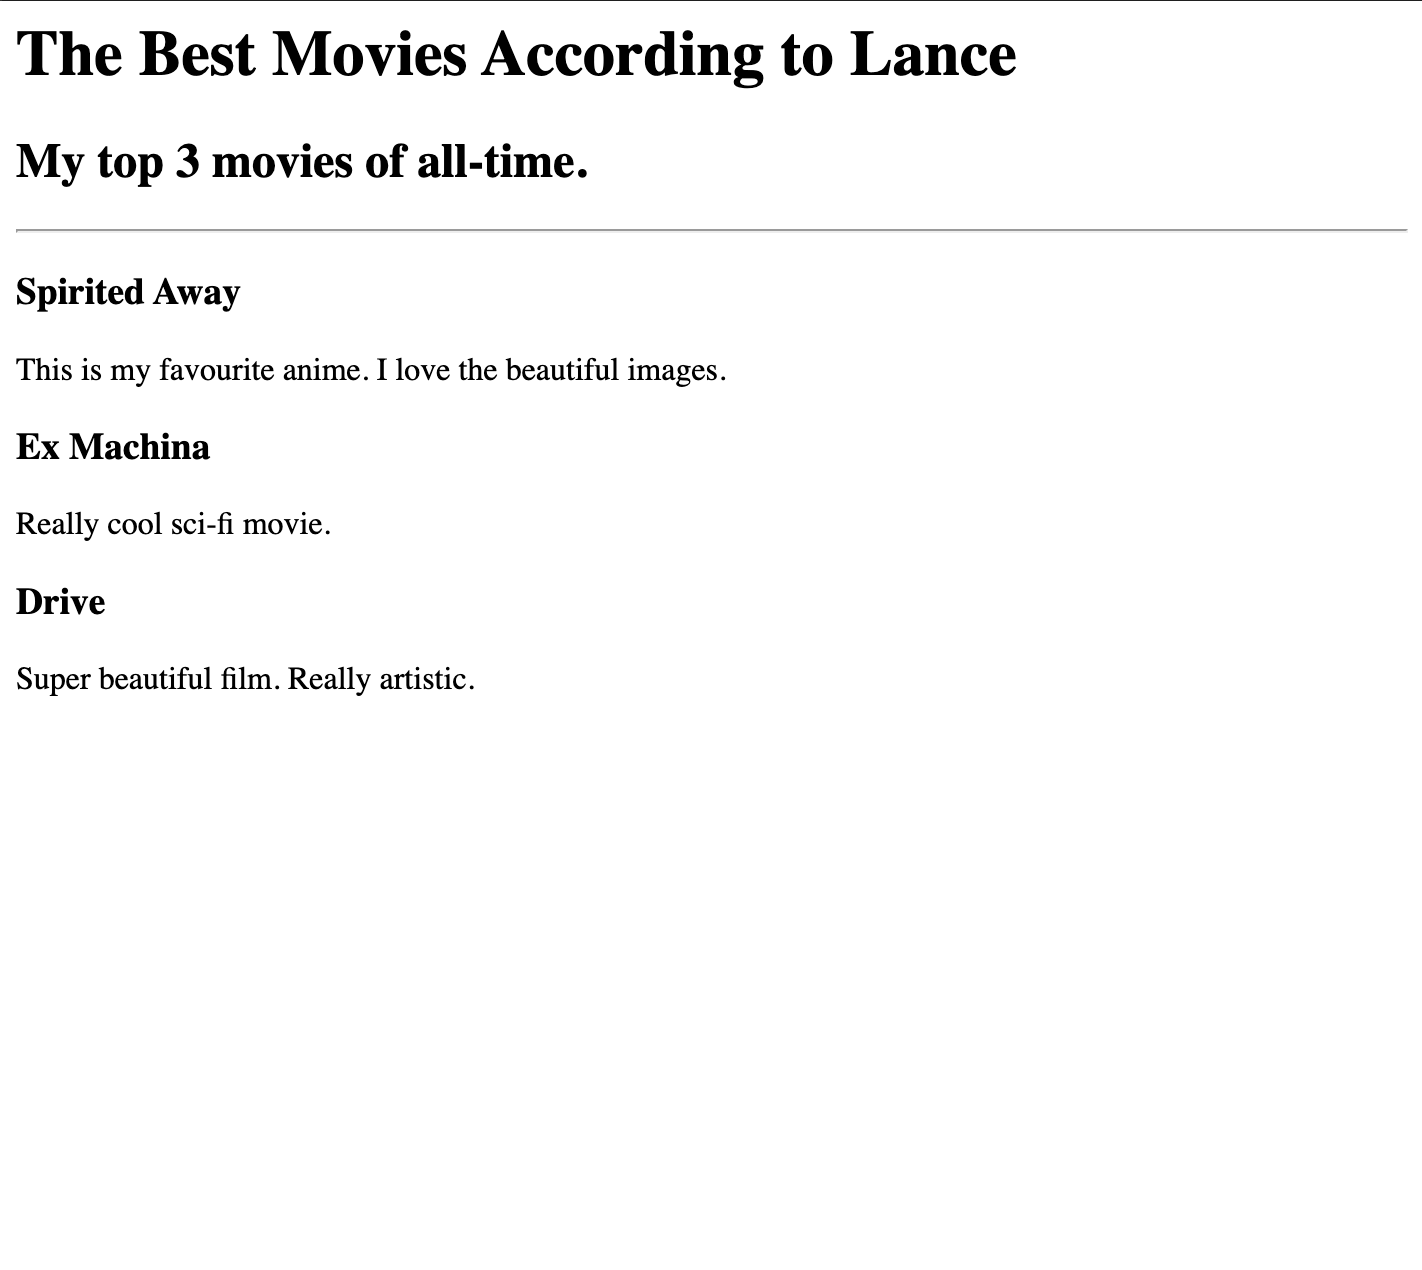 The Best Movies According to Lance
My top 3 movies of all-time.
Spirited Away
This is my favourite anime. I love the beautiful images.
Ex Machina
Really cool sci-fi movie.
Drive
Super beautiful film. Really artistic.